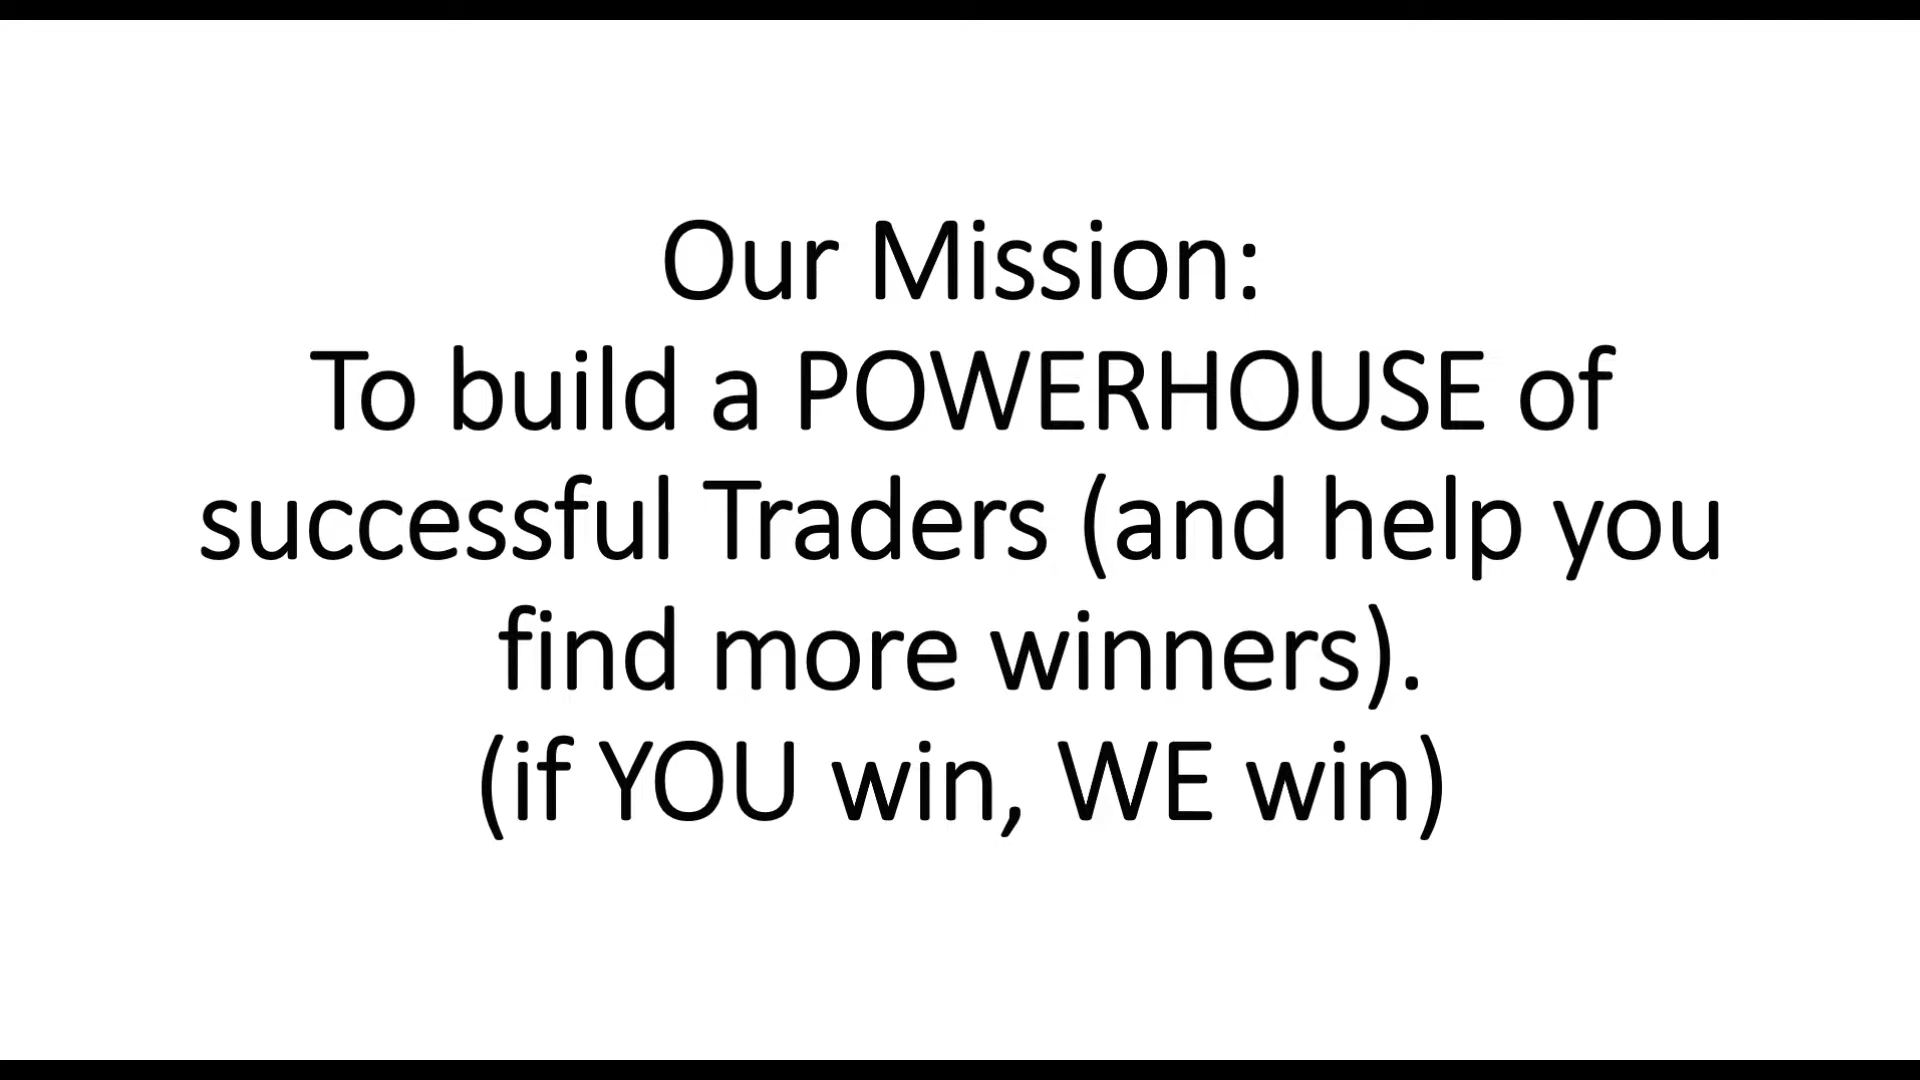 Our Mission:
To build a POWERHOUSE of
successful Traders (and help you
find more winners).
(if YOU win, WE win)